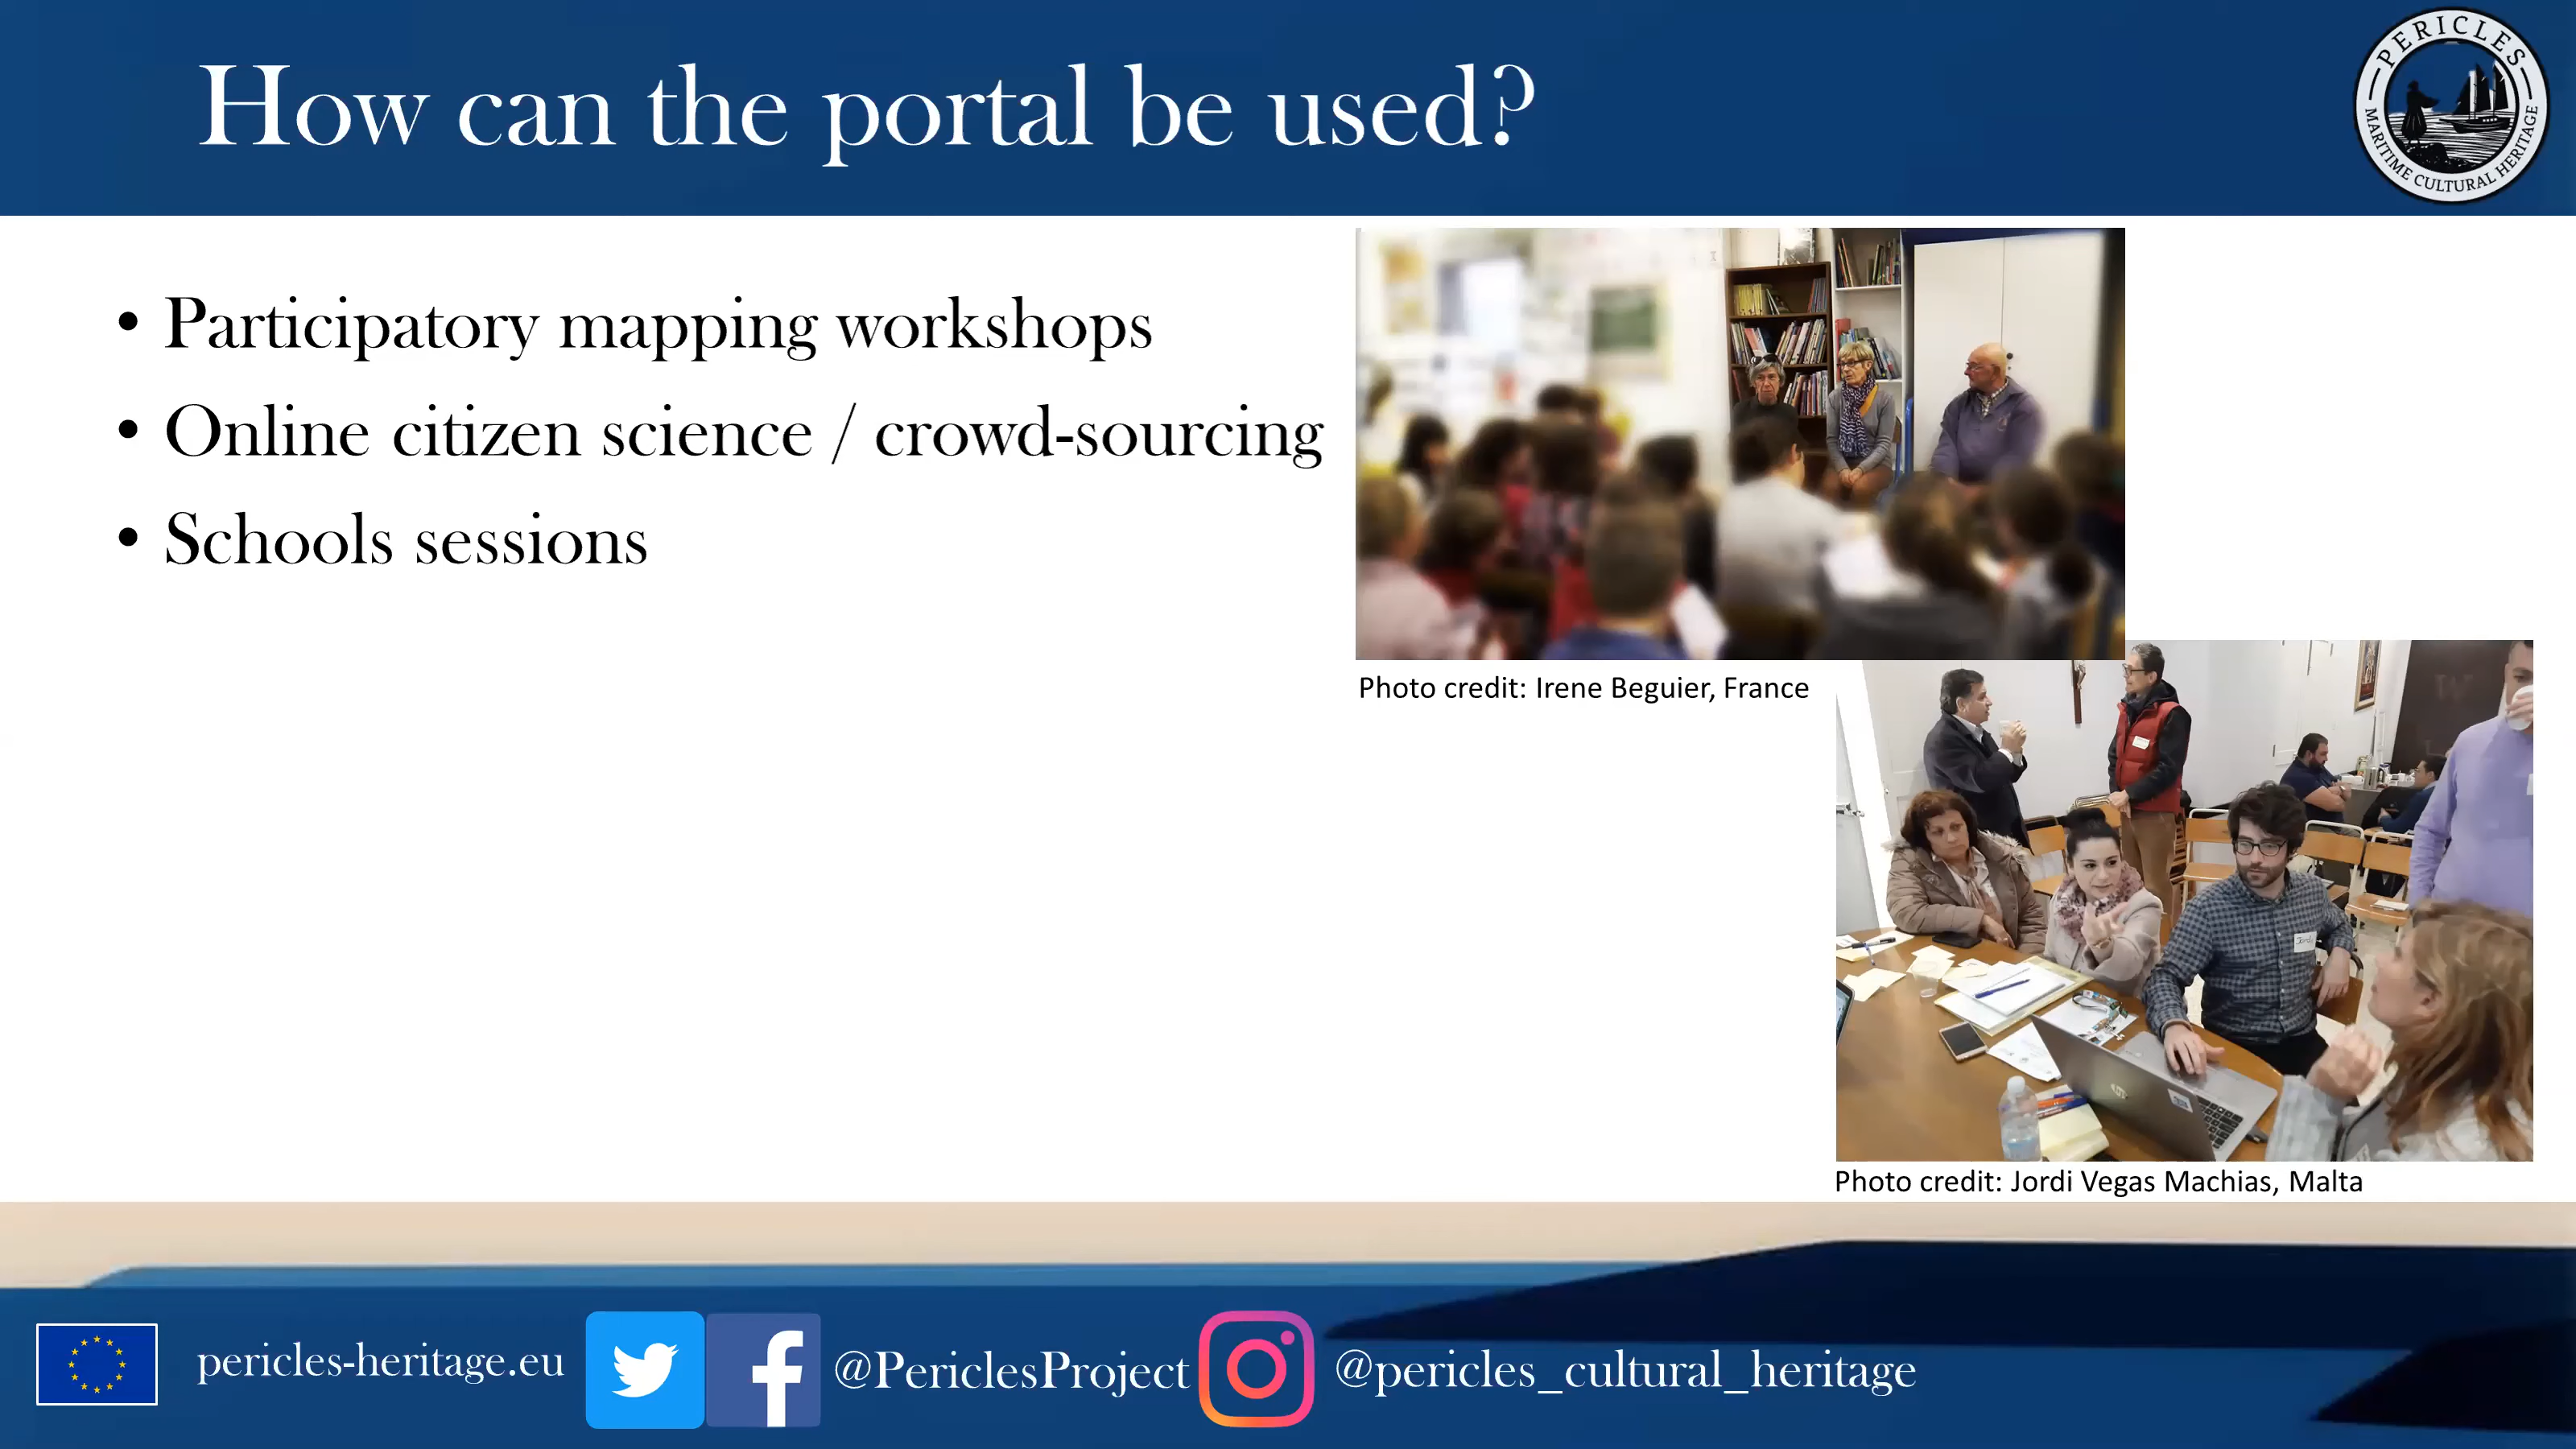 How can the portal be used?
PERICLES
MARITIME CULTURAL HERITAGE
• Participatory mapping workshops
• Online citizen science / crowd-sourcing
• Schools sessions
Photo credit: Irene Beguier, France
Photo credit: Jordi Vegas Machias, Malta
pericles-heritage.eu
@PericlesProject
@pericles_cultural_heritage